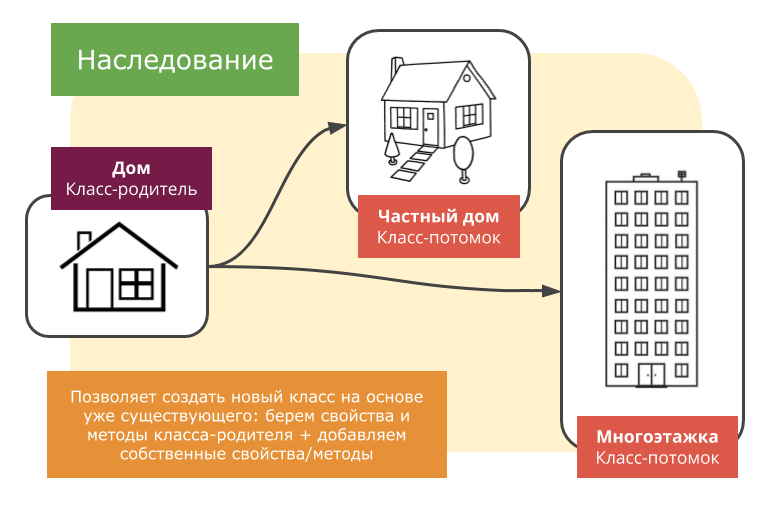 Наследование
Дом
Класс-родитель
Частный дом
Класс-потомок
Многоэтажка
Класс-потомок
Позволяет создать новый класс на основе
уже существующего: берем свойства и
методы класса-родителя + добавляем
собственные свойства/методы